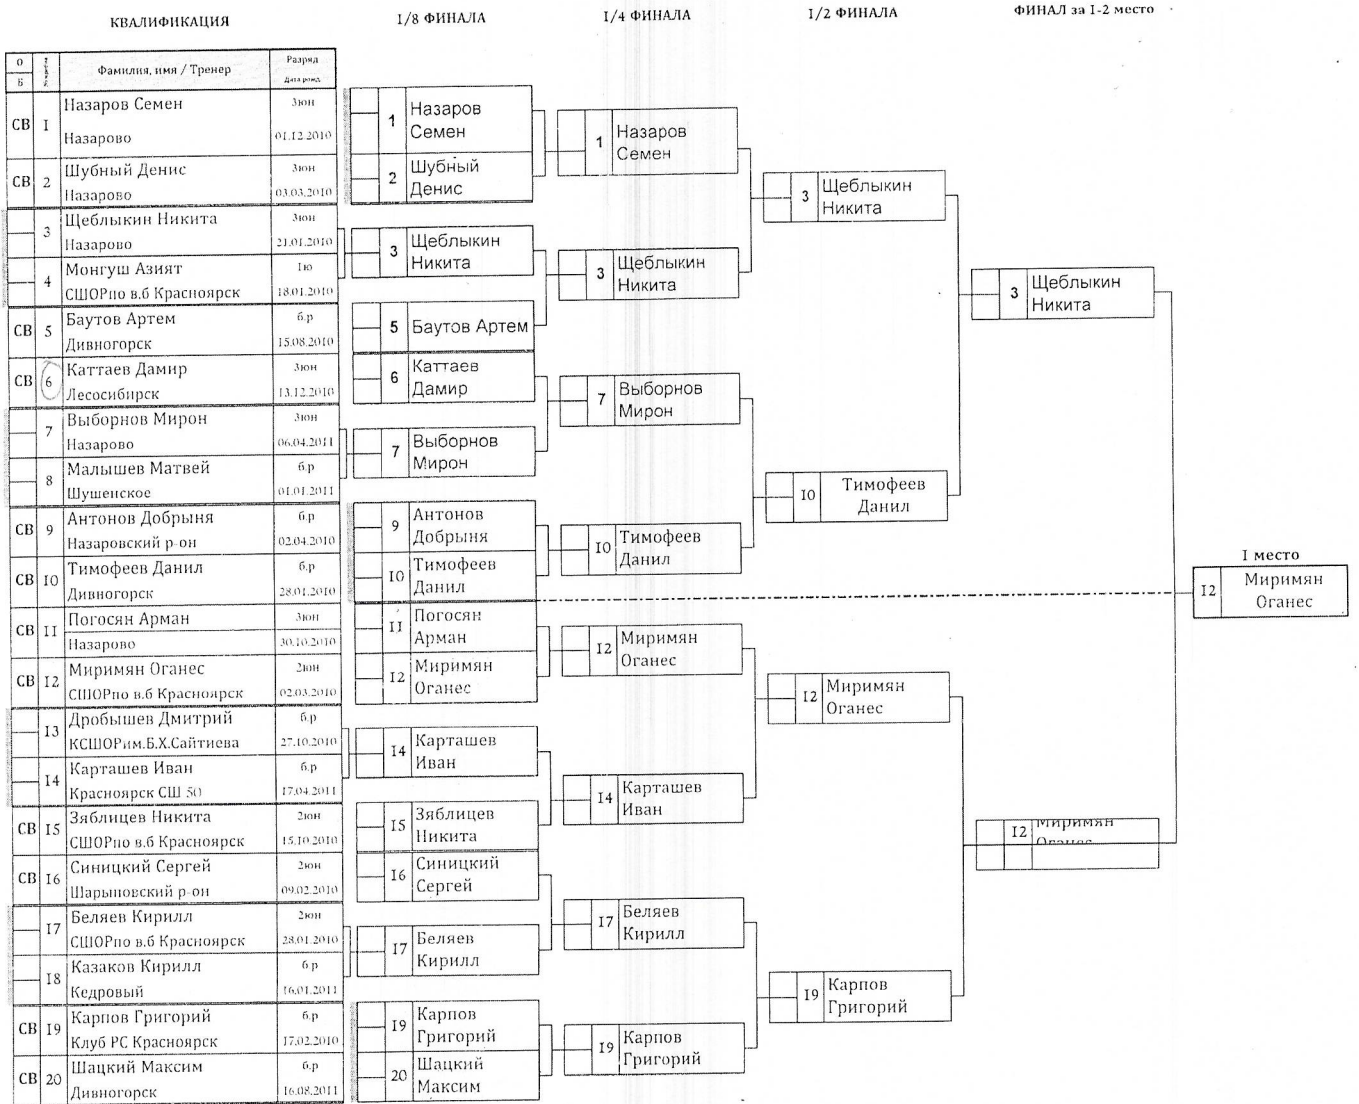 КВАЛИФИКАЦИЯ
1/8 ФИНАЛА
1/4 ФИНАЛА
1/2 ФИНАЛА
ФИНАЛ за 1-2 место
О
Б
Фамилия, имя / Тренер
Разряд
Дата рожд.
СВ 1 Назаров Семен 3юн
Назарово 01.12.2010
СВ 2 Шубный Денис 3юн
Назарово 03.03.2010
3 Щеблыкин Никита 3юн
Назарово 21.01.2010
4 Монгуш Азият 1ю
СШОРпо в.б Красноярск 18.01.2010
СВ 5 Баутов Артем б.р
Дивногорск 15.08.2010
СВ 6 Каттаев Дамир 3юн
Лесосибирск 13.12.2010
7 Выборнов Мирон 3юн
Назарово 06.04.2011
8 Малышев Матвей б.р
Шушенское 01.01.2011
СВ 9 Антонов Добрыня б.р
Назаровский р-он 02.04.2010
СВ 10 Тимофеев Данил б.р
Дивногорск 28.01.2010
СВ 11 Погосян Арман 3юн
Назарово 30.10.2010
СВ 12 Миримян Оганес 2юн
СШОРпо в.б Красноярск 02.03.2010
13 Дробышев Дмитрий б.р
КСШОРим.Б.Х.Сайтиева 27.10.2010
14 Карташев Иван б.р
Красноярск СШ 50 17.04.2011
СВ 15 Зяблицев Никита 2юн
СШОРпо в.б Красноярск 15.10.2010
СВ 16 Синицкий Сергей 2юн
Шарыповский р-он 09.02.2010
17 Беляев Кирилл 2юн
СШОРпо в.б Красноярск 28.01.2010
18 Казаков Кирилл б.р
Кедровый 16.01.2011
СВ 19 Карпов Григорий б.р
Клуб РС Красноярск 17.02.2010
СВ 20 Шацкий Максим б.р
Дивногорск 16.08.2011
1 Назаров
Семен
2 Шубный
Денис
3 Щеблыкин
Никита
5 Баутов Артем
6 Каттаев
Дамир
7 Выборнов
Мирон
9 Антонов
Добрыня
10 Тимофеев
Данил
11 Погосян
Арман
12 Миримян
Оганес
14 Карташев
Иван
15 Зяблицев
Никита
16 Синицкий
Сергей
17 Беляев
Кирилл
19 Карпов
Григорий
20 Шацкий
Максим
1 Назаров
Семен
3 Щеблыкин
Никита
7 Выборнов
Мирон
10 Тимофеев
Данил
12 Миримян
Оганес
14 Карташев
Иван
17 Беляев
Кирилл
19 Карпов
Григорий
3 Щеблыкин
Никита
10 Тимофеев
Данил
12 Миримян
Оганес
19 Карпов
Григорий
3 Щеблыкин
Никита
12 Миримян
Оганес
1 место
12 Миримян
Оганес